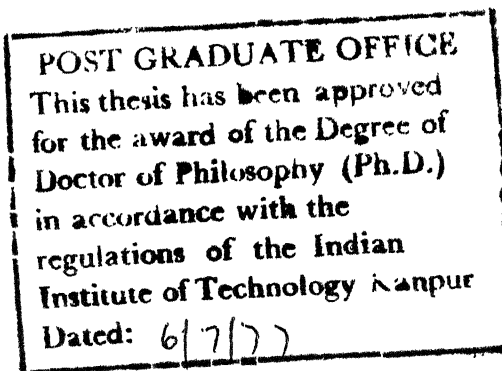 POST GRADUATE OFFICE
This thesis has been approved
for the award of the Degree of
Doctor of Philosophy (Ph.D.)
in accordance with the
regulations of the Indian
Institute of Technology Kanpur
Dated: 6/7/77